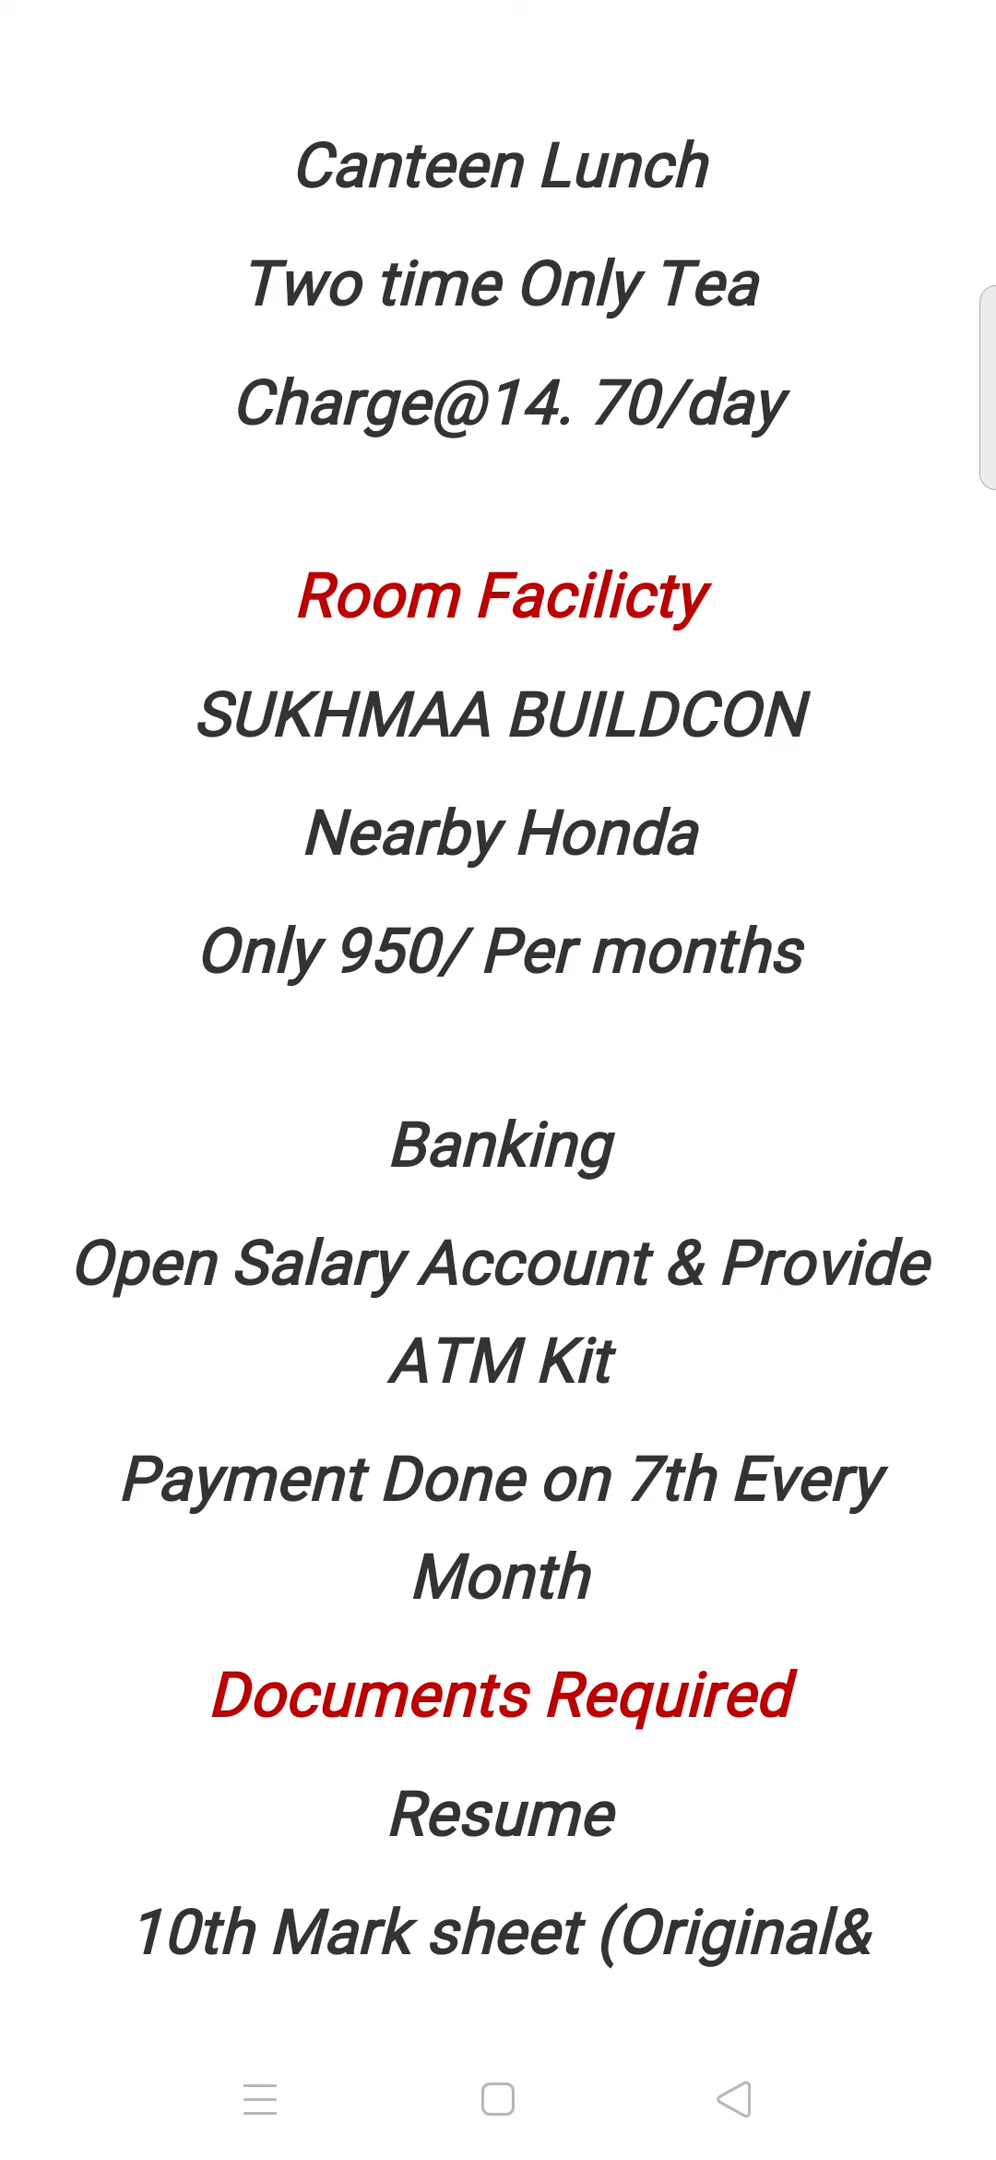 Canteen Lunch
Two time Only Tea
Charge@14. 70/day
Room Facilicty
SUKHMAA BUILDCON
Nearby Honda
Only 950/ Per months
Banking
Open Salary Account & Provide
ATM Kit
Payment Done on 7th Every
Month
Documents Required
Resume
10th Mark sheet (Original&